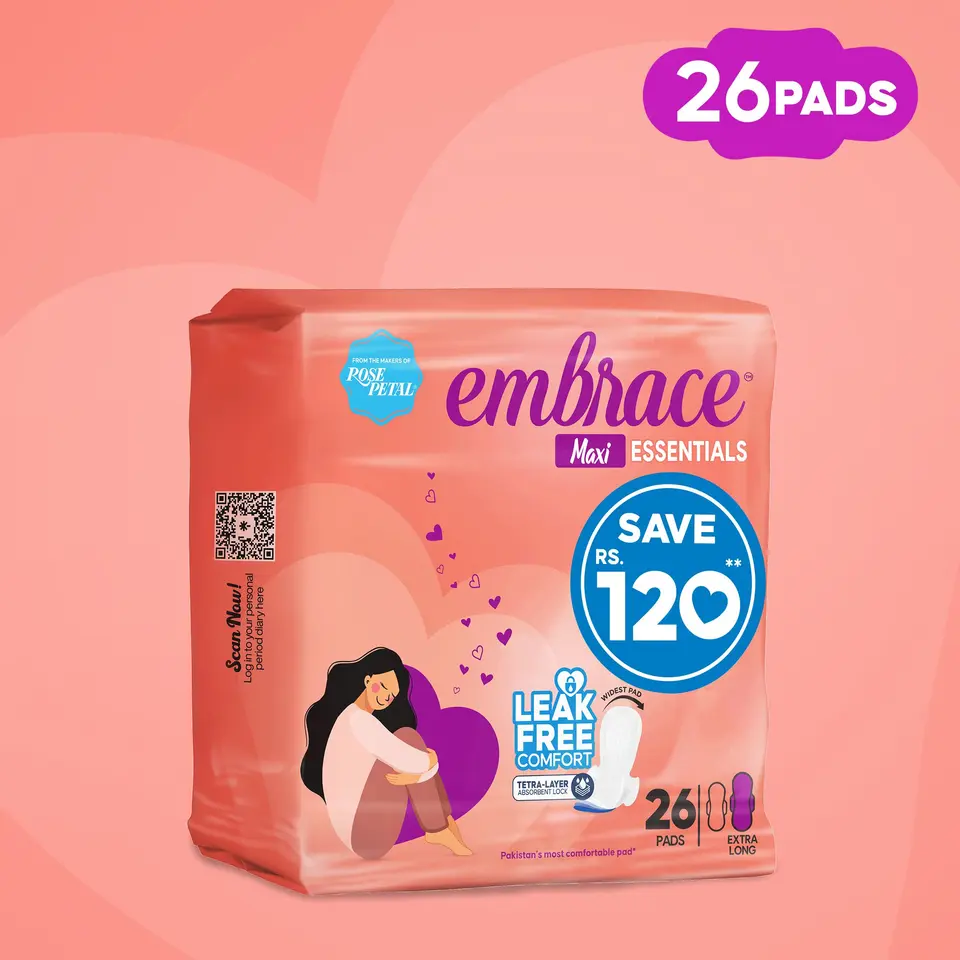 26PADS
FROM THE MAKERS OF
ROSE
PETAL®
embrace™
Maxi ESSENTIALS
SAVE
RS.
120**
Scan Now!
Log in to your personal
period diary here
LEAK
FREE
COMFORT
WIDEST PAD
TETRA-LAYER
ABSORBENT LOCK
26
PADS
EXTRA
LONG
Pakistan's most comfortable pad*